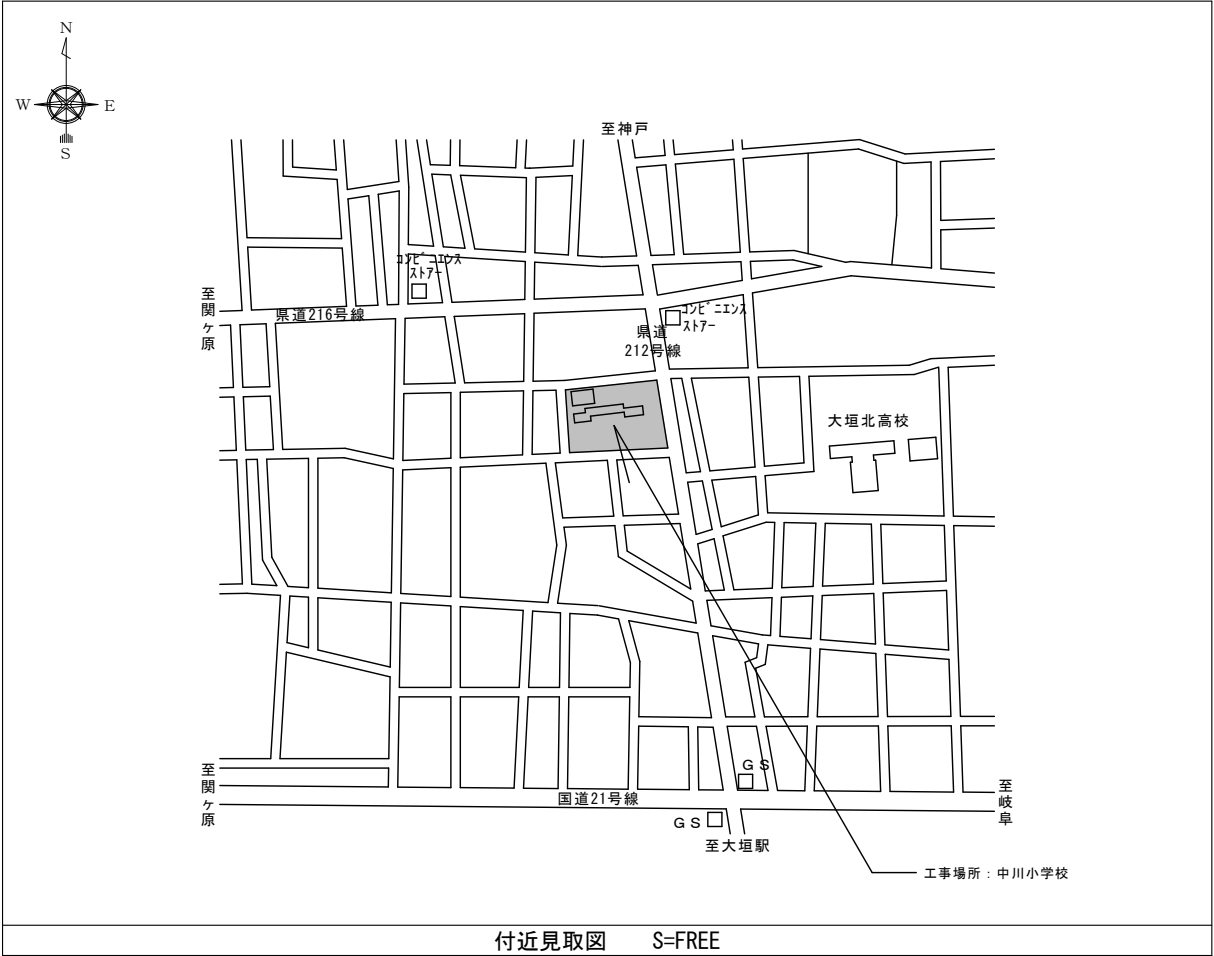 N
W
E
S
至神戸
コンビニエンス
ストアー
至関ヶ原
県道216号線
コンビニエンス
ストアー
県道
212号線
大垣北高校
至関ヶ原
GS
国道21号線
至岐阜
GS
至大垣駅
工事場所：中川小学校
付近見取図 S=FREE